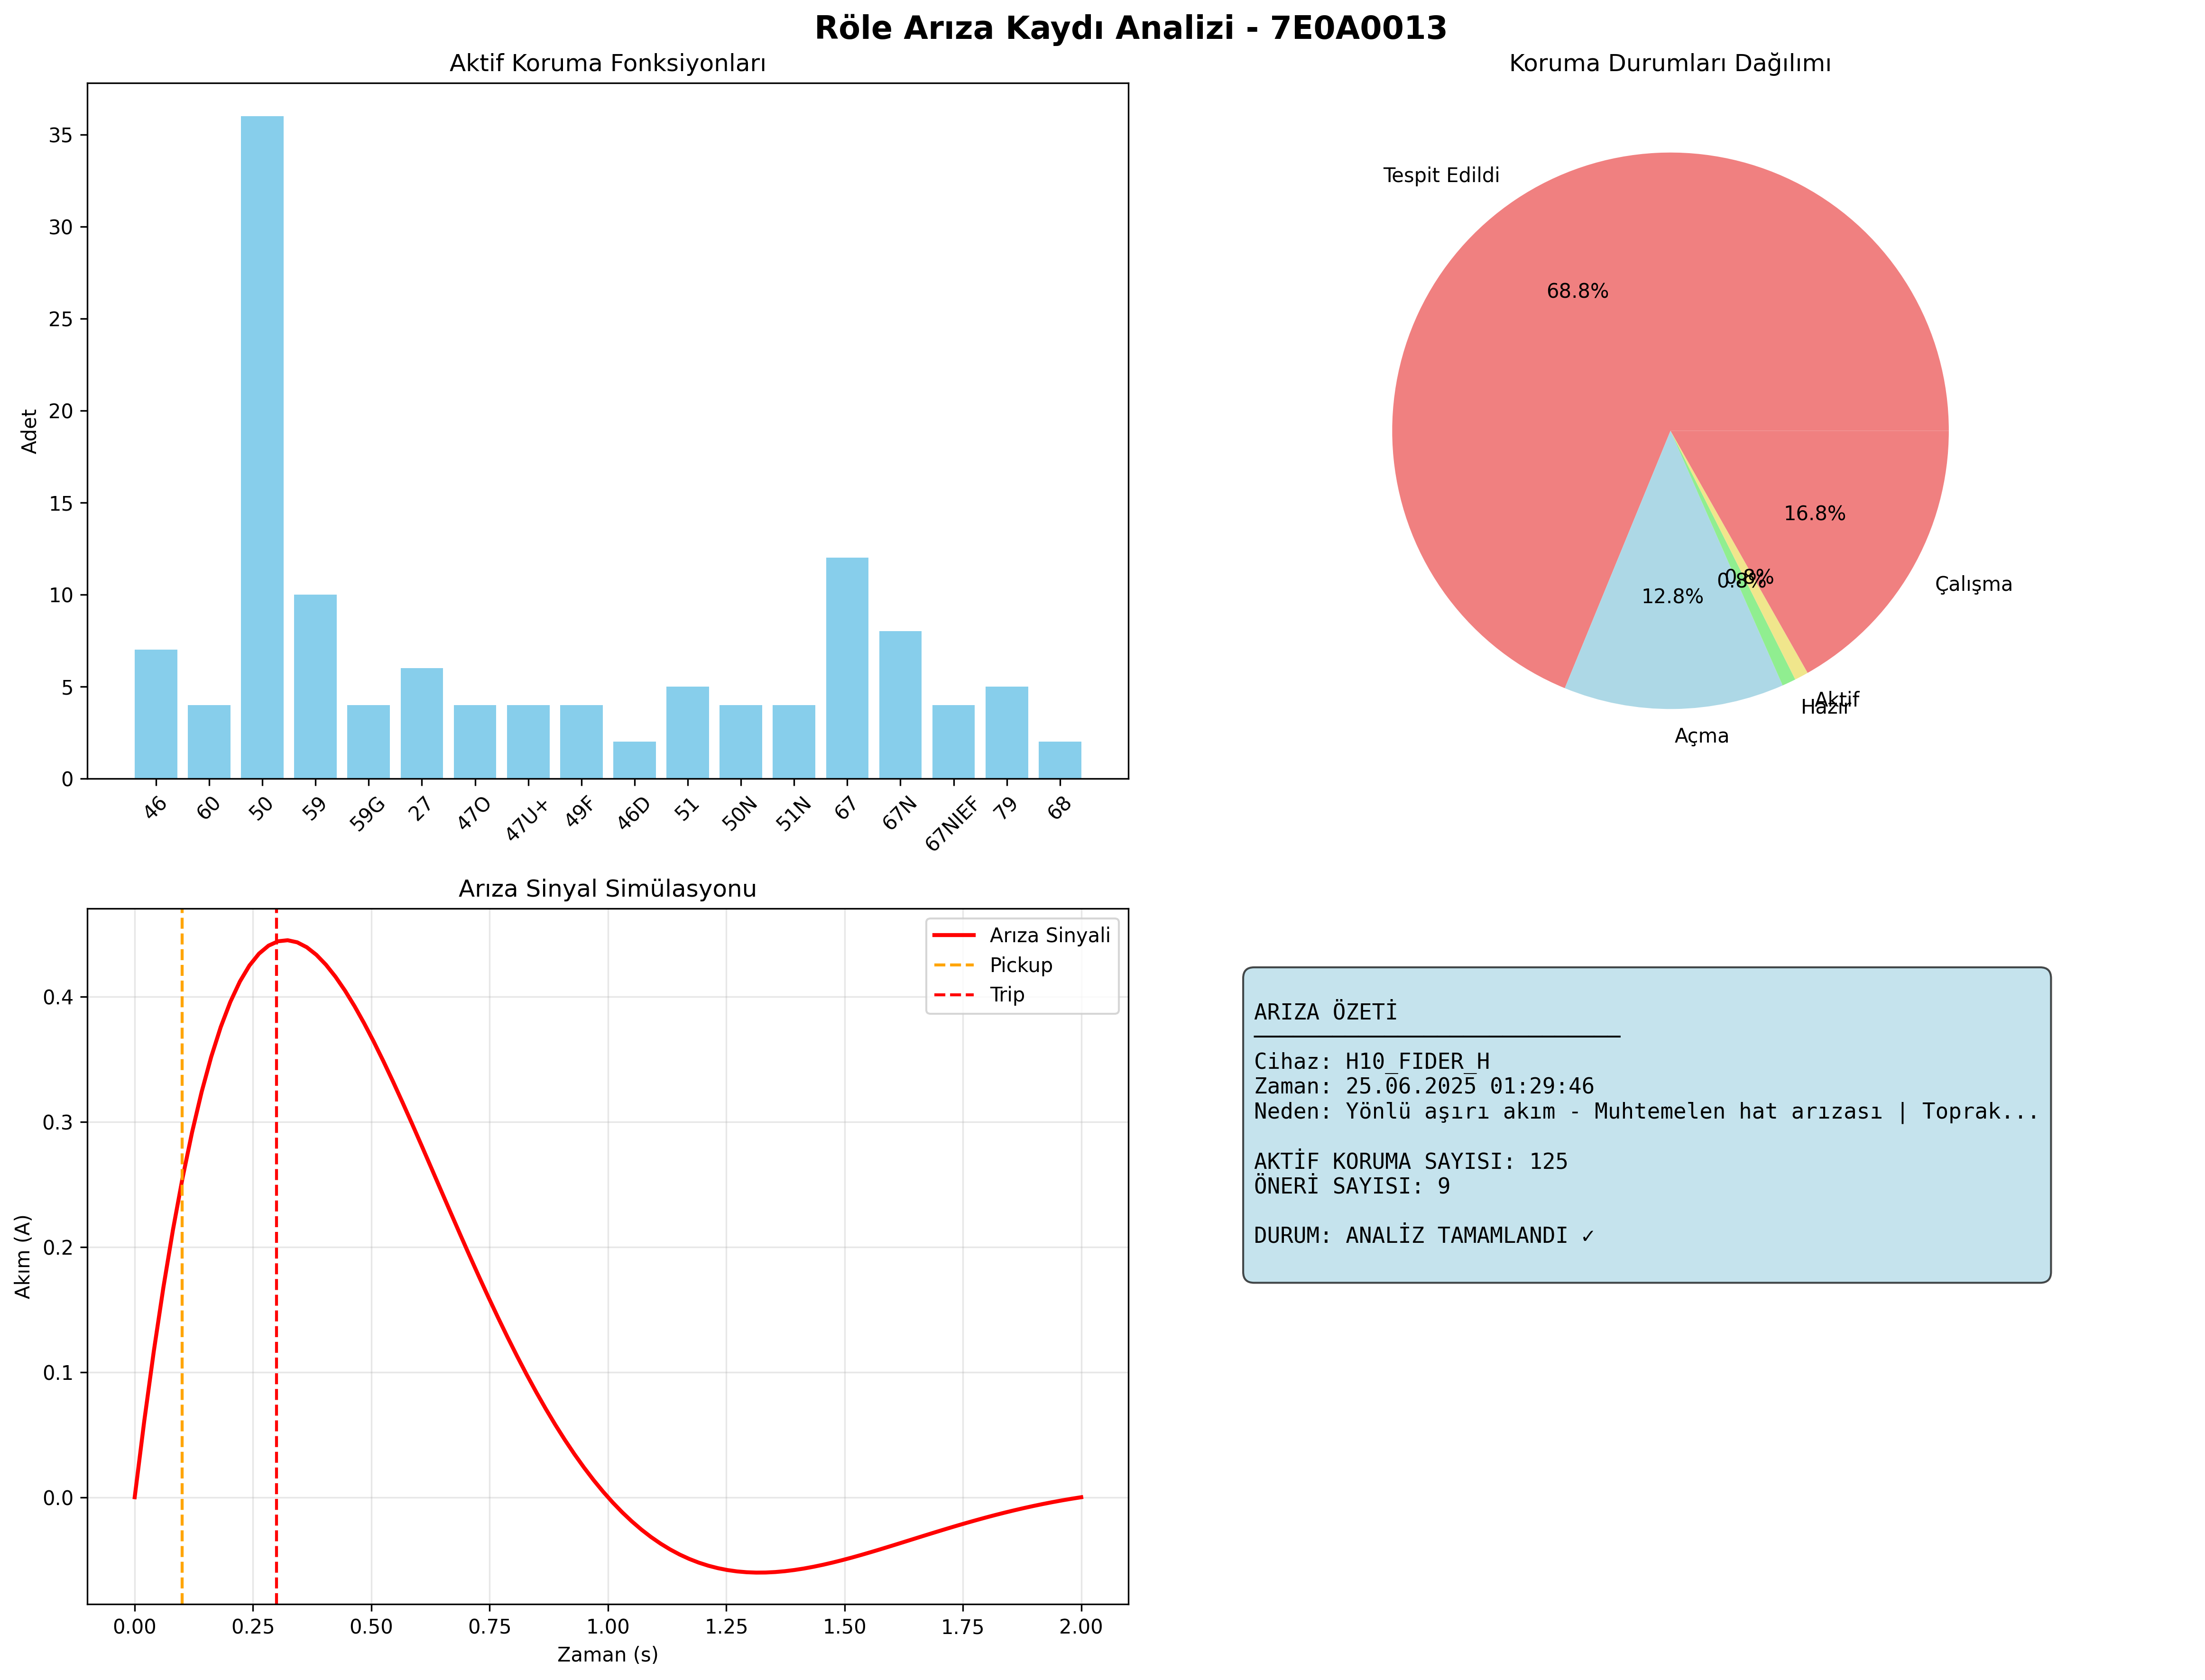 Röle Arıza Kaydı Analizi - 7E0A0013
Aktif Koruma Fonksiyonları
Adet
35
30
25
20
15
10
5
0
46 60 50 59 59G 27 47O 47U+ 49F 46D 51 50N 51N 67 67N 67NIEF 79 68
Koruma Durumları Dağılımı
Tespit Edildi
68.8%
16.8%
Çalışma
0.8%
0.8%
12.8%
Aktif
Hazır
Açma
Arıza Sinyal Simülasyonu
Arıza Sinyali
Pickup
Trip
Akım (A)
0.4
0.3
0.2
0.1
0.0
0.00 0.25 0.50 0.75 1.00 1.25 1.50 1.75 2.00
Zaman (s)
ARIZA ÖZETİ
Cihaz: H10_FIDER_H
Zaman: 25.06.2025 01:29:46
Neden: Yönlü aşırı akım - Muhtemelen hat arızası | Toprak...
AKTİF KORUMA SAYISI: 125
ÖNERİ SAYISI: 9
DURUM: ANALİZ TAMAMLANDI ✓